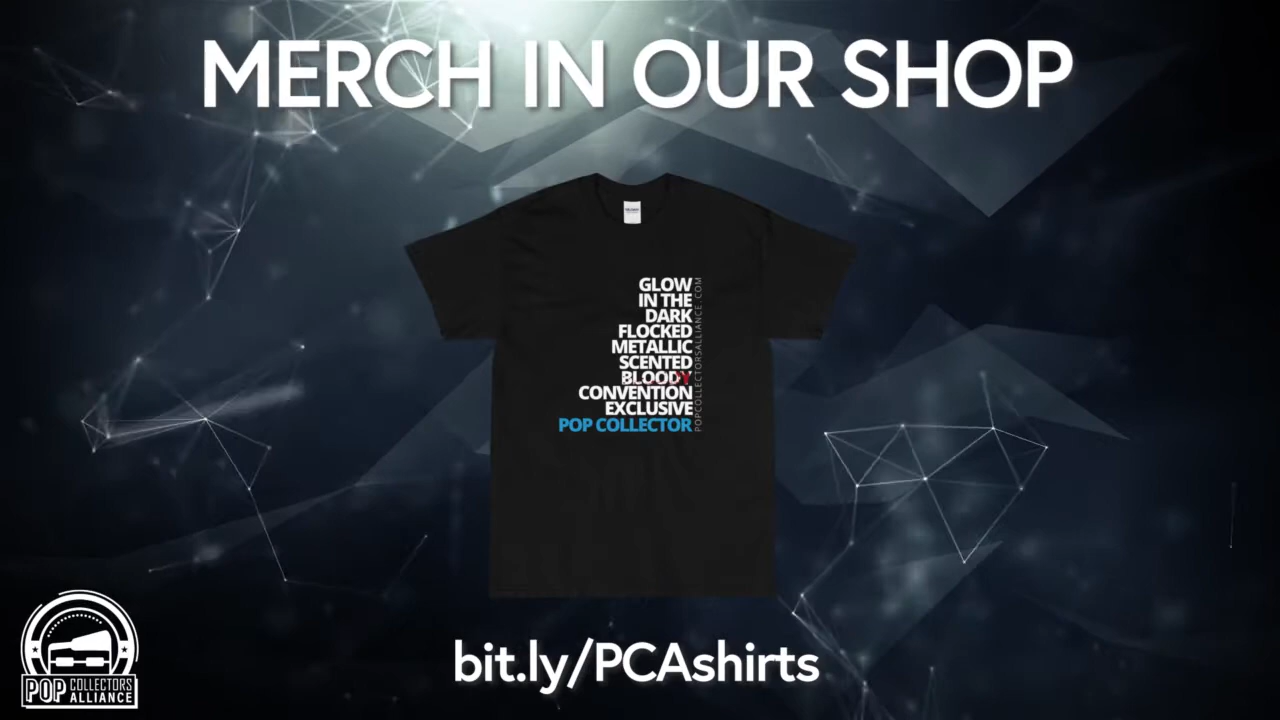 MERCH IN OUR SHOP
GLOW
IN THE
DARK
FLOCKED
METALLIC
SCENTED
BLOODY
CONVENTION
EXCLUSIVE
POP COLLECTOR
POPCOLLECTORSALLIANCE.COM
bit.ly/PCAshirts
POP COLLECTORS
ALLIANCE